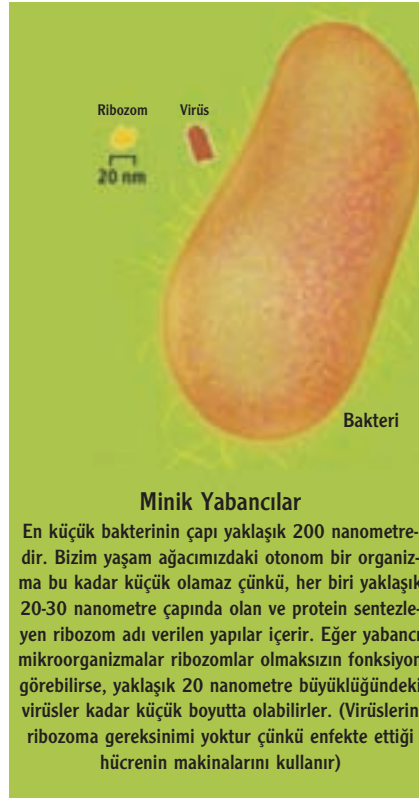 Ribozom
Virüs
20 nm
Bakteri
Minik Yabancılar
En küçük bakterinin çapı yaklaşık 200 nanometre-
dir. Bizim yaşam ağacımızdaki otonom bir organiz-
ma bu kadar küçük olamaz çünkü, her biri yaklaşık
20-30 nanometre çapında olan ve protein sentezle-
yen ribozom adı verilen yapılar içerir. Eğer yabancı
mikroorganizmalar ribozomlar olmaksızın fonksiyon
görebilirse, yaklaşık 20 nanometre büyüklüğündeki
virüsler kadar küçük boyutta olabilirler. (Virüslerin
ribozoma gereksinimi yoktur çünkü enfekte ettiği
hücrenin makinalarını kullanır)